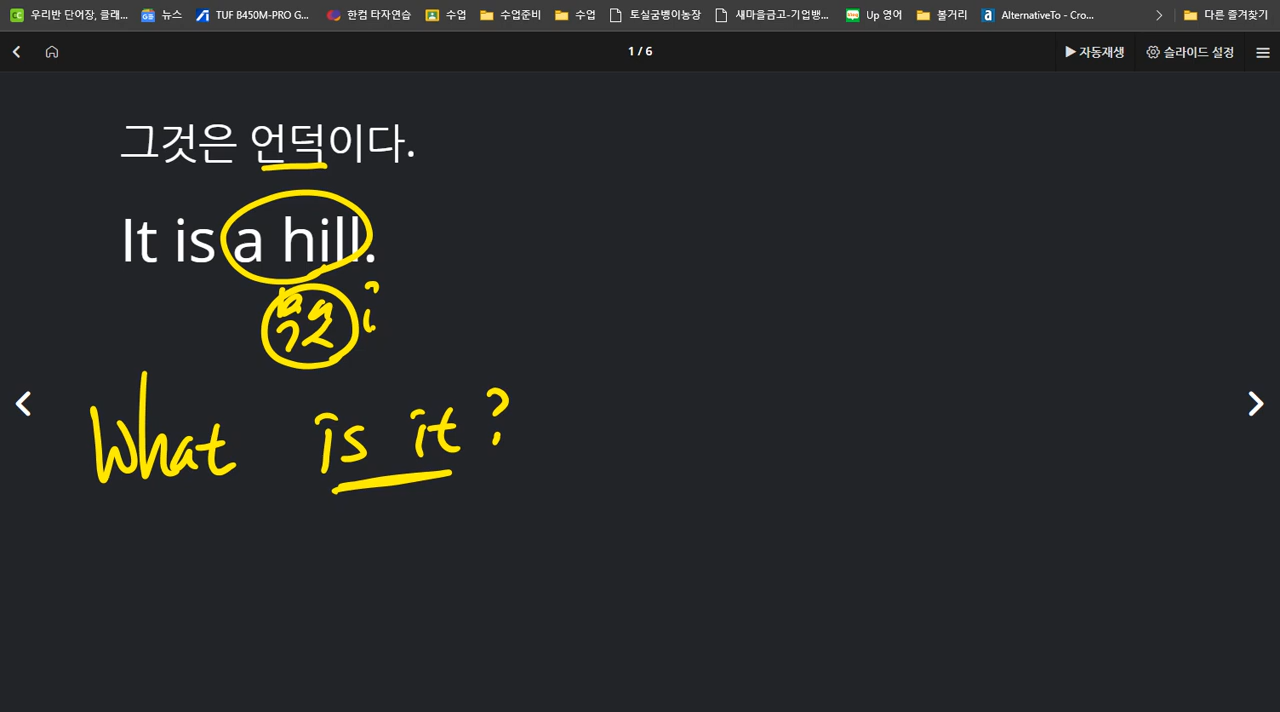 우리반 단어장, 클래... 뉴스 TUF B450M-PRO G... 한컴 타자연습 수업 수업준비 수업 토실굼벵이농장 새마을금고-기업뱅... Up 영어 볼거리 AlternativeTo - Cro... 다른 즐겨찾기
1 / 6 자동재생 슬라이드 설정
그것은 언덕이다.
It is a hill.
What is it?